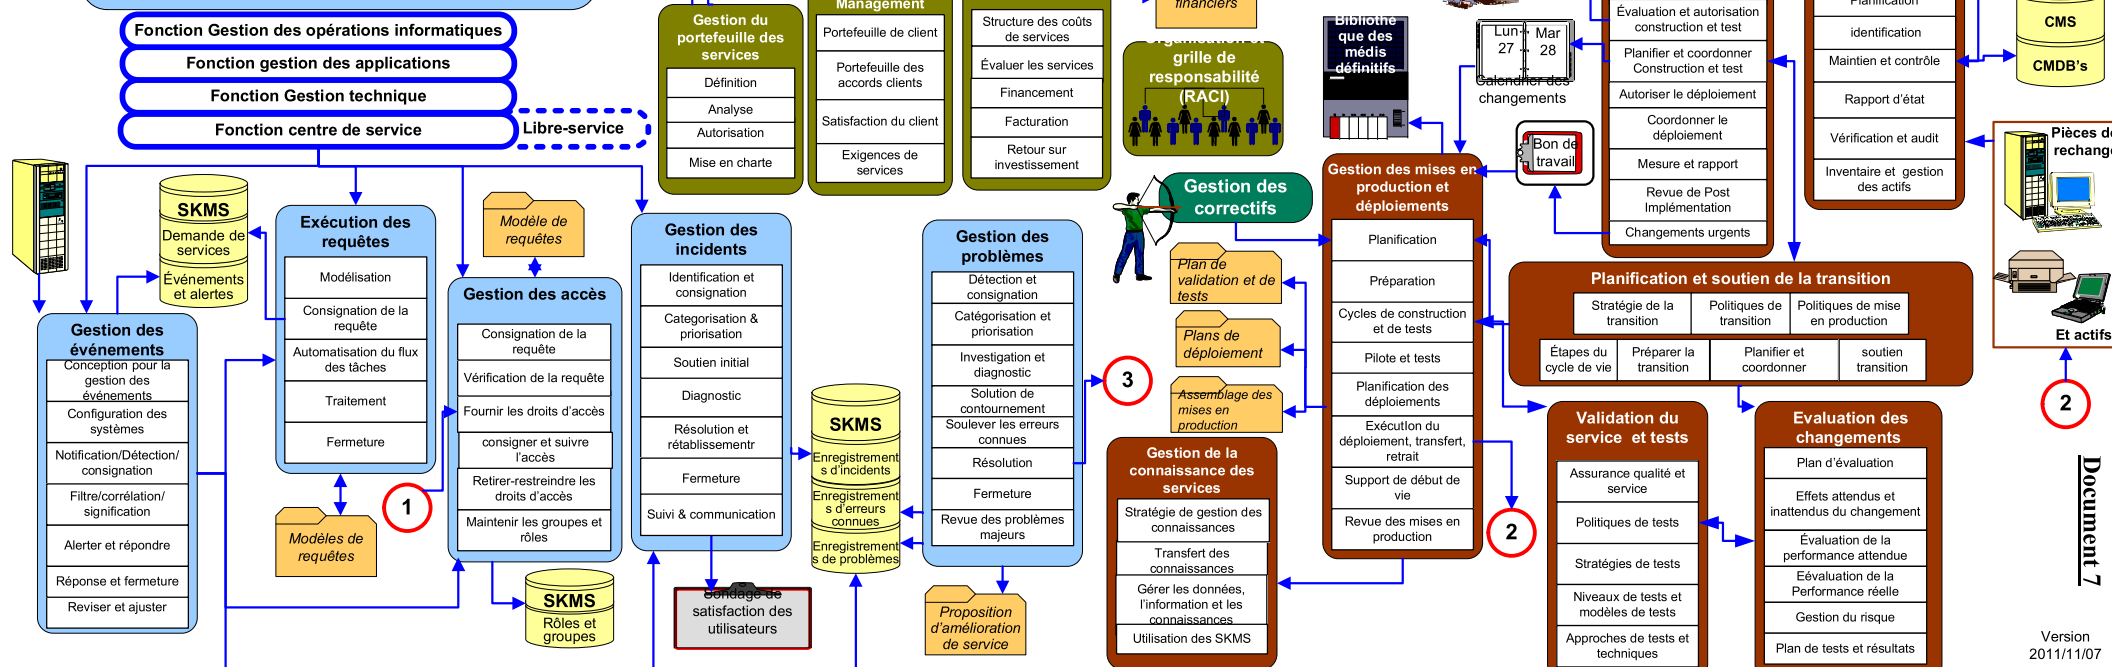 Fonction Gestion des opérations informatiques
Fonction gestion des applications
Fonction Gestion technique
Fonction centre de service
Libre-service
SKMS
Demande de
services
Événements
et alertes
Gestion des
événements
Conception pour la
gestion des
événements
Configuration des
systèmes
Notification/Détection/
consignation
Filtre/corrélation/
signification
Alerter et répondre
Réponse et fermeture
Reviser et ajuster
Exécution des
requêtes
Modélisation
Consignation de la
requête
Automatisation du flux
des tâches
Traitement
Fermeture
Modèles de
requêtes
1
Modèle de
requêtes
Gestion des accès
Consignation de la
requête
Vérification de la requête
Fournir les droits d'accès
consigner et suivre
l'accès
Retirer-restreindre les
droits d'accès
Maintenir les groupes et
rôles
SKMS
Rôles et
groupes
Gestion des
incidents
Identification et
consignation
Categorisation &
priorisation
Soutien initial
Diagnostic
Résolution et
rétablissementr
Fermeture
Suivi & communication
Sondage de
satisfaction des
utilisateurs
SKMS
Enregistrement
s d'incidents
Enregistrement
s d'erreurs
connues
Enregistrement
s de problèmes
Gestion des
problèmes
Détection et
consignation
Catégorisation et
priorisation
Investigation et
diagnostic
Solution de
contournement
Soulever les erreurs
connues
Résolution
Fermeture
Revue des problèmes
majeurs
Proposition
d'amélioration
de service
3
Gestion du
portefeuille des
services
Définition
Analyse
Autorisation
Mise en charte
Management
Portefeuille de client
Portefeuille des
accords clients
Satisfaction du client
Exigences de
services
Structure des coûts
de services
Évaluer les services
Financement
Facturation
Retour sur
investissement
financiers
Organisation et
grille de
responsabilité
(RACI)
Gestion des
correctifs
Plan de
validation et de
tests
Plans de
déploiement
Assemblage des
mises en
production
Gestion de la
connaissance des
services
Stratégie de gestion des
connaissances
Transfert des
connaissances
Gérer les données,
l'information et les
connaissances
Utilisation des SKMS
Bibliothè
que des
médis
définitifs
Gestion des mises en
production et
déploiements
Planification
Préparation
Cycles de construction
et de tests
Pilote et tests
Planification des
déploiements
Exécution du
déploiement, transfert,
retrait
Support de début de
vie
Revue des mises en
production
2
Lun
27
Mar
28
Calendrier des
changements
Bon de
travail
Évaluation et autorisation
construction et test
Planifier et coordonner
Construction et test
Autoriser le déploiement
Coordonner le
déploiement
Mesure et rapport
Revue de Post
Implémentation
Changements urgents
Planification
identification
Maintien et contrôle
Rapport d'état
Vérification et audit
Inventaire et gestion
des actifs
CMS
CMDB's
Pièces de
rechange
Et actifs
2
Planification et soutien de la transition
Stratégie de la
transition
Politiques de
transition
Politiques de mise
en production
Étapes du
cycle de vie
Préparer la
transition
Planifier et
coordonner
soutien
transition
Validation du
service et tests
Assurance qualité et
service
Politiques de tests
Stratégies de tests
Niveaux de tests et
modèles de tests
Approches de tests et
techniques
Evaluation des
changements
Plan d'évaluation
Effets attendus et
inattendus du changement
Évaluation de la
performance attendue
Eévaluation de la
Performance réelle
Gestion du risque
Plan de tests et résultats
Document 7
Version
2011/11/07